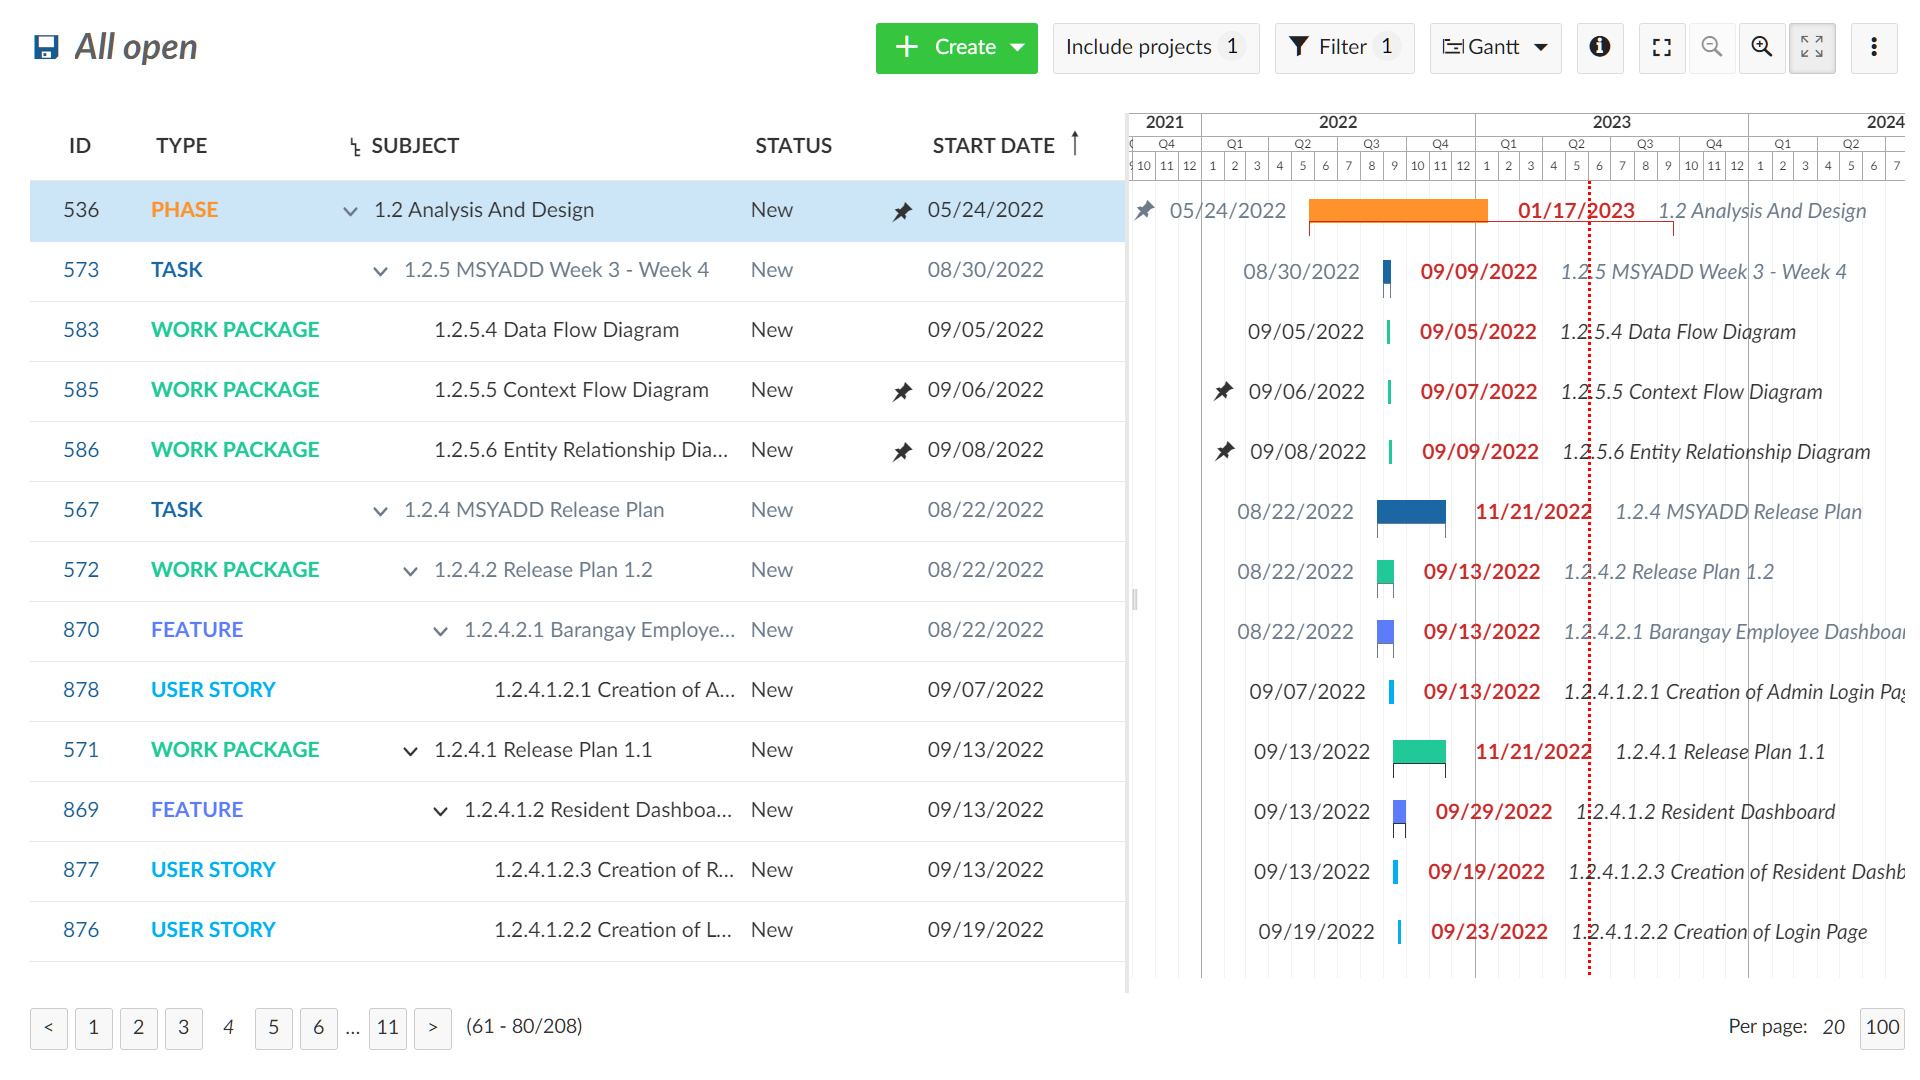 All open
Create
Include projects 1
Filter 1
Gantt
ID TYPE SUBJECT STATUS START DATE
2021 2022 2023 2024
Q4 Q1 Q2 Q3 Q4 Q1 Q2 Q3 Q4 Q1 Q2
10 11 12 1 2 3 4 5 6 7 8 9 10 11 12 1 2 3 4 5 6 7 8 9 10 11 12 1 2 3 4 5 6 7
536 PHASE 1.2 Analysis And Design New 05/24/2022 05/24/2022 01/17/2023 1.2 Analysis And Design
573 TASK 1.2.5 MSYADD Week 3 - Week 4 New 08/30/2022 08/30/2022 09/09/2022 1.2.5 MSYADD Week 3 - Week 4
583 WORK PACKAGE 1.2.5.4 Data Flow Diagram New 09/05/2022 09/05/2022 09/05/2022 1.2.5.4 Data Flow Diagram
585 WORK PACKAGE 1.2.5.5 Context Flow Diagram New 09/06/2022 09/06/2022 09/07/2022 1.2.5.5 Context Flow Diagram
586 WORK PACKAGE 1.2.5.6 Entity Relationship Dia... New 09/08/2022 09/08/2022 09/09/2022 1.2.5.6 Entity Relationship Diagram
567 TASK 1.2.4 MSYADD Release Plan New 08/22/2022 08/22/2022 11/21/2022 1.2.4 MSYADD Release Plan
572 WORK PACKAGE 1.2.4.2 Release Plan 1.2 New 08/22/2022 08/22/2022 09/13/2022 1.2.4.2 Release Plan 1.2
870 FEATURE 1.2.4.2.1 Barangay Employe... New 08/22/2022 08/22/2022 09/13/2022 1.2.4.2.1 Barangay Employee Dashboar
878 USER STORY 1.2.4.1.2.1 Creation of A... New 09/07/2022 09/07/2022 09/13/2022 1.2.4.1.2.1 Creation of Admin Login Pag
571 WORK PACKAGE 1.2.4.1 Release Plan 1.1 New 09/13/2022 09/13/2022 11/21/2022 1.2.4.1 Release Plan 1.1
869 FEATURE 1.2.4.1.2 Resident Dashboa... New 09/13/2022 09/13/2022 09/29/2022 1.2.4.1.2 Resident Dashboard
877 USER STORY 1.2.4.1.2.3 Creation of R... New 09/13/2022 09/13/2022 09/19/2022 1.2.4.1.2.3 Creation of Resident Dashb
876 USER STORY 1.2.4.1.2.2 Creation of L... New 09/19/2022 09/19/2022 09/23/2022 1.2.4.1.2.2 Creation of Login Page
< 1 2 3 4 5 6 ... 11 > (61 - 80/208) Per page: 20 100